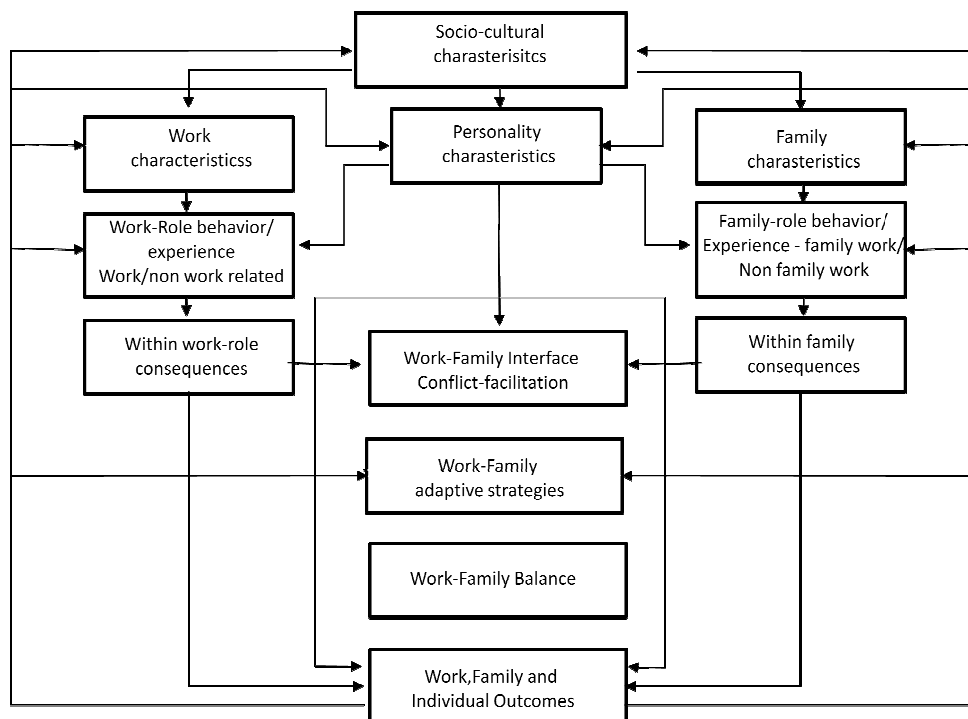 Socio-cultural
charasterisitcs
Work
characteristicss
Personality
charasteristics
Family
charasteristics
Work-Role behavior/
experience
Work/non work related
Family-role behavior/
Experience - family work/
Non family work
Within work-role
consequences
Work-Family Interface
Conflict-facilitation
Within family
consequences
Work-Family
adaptive strategies
Work-Family Balance
Work,Family and
Individual Outcomes